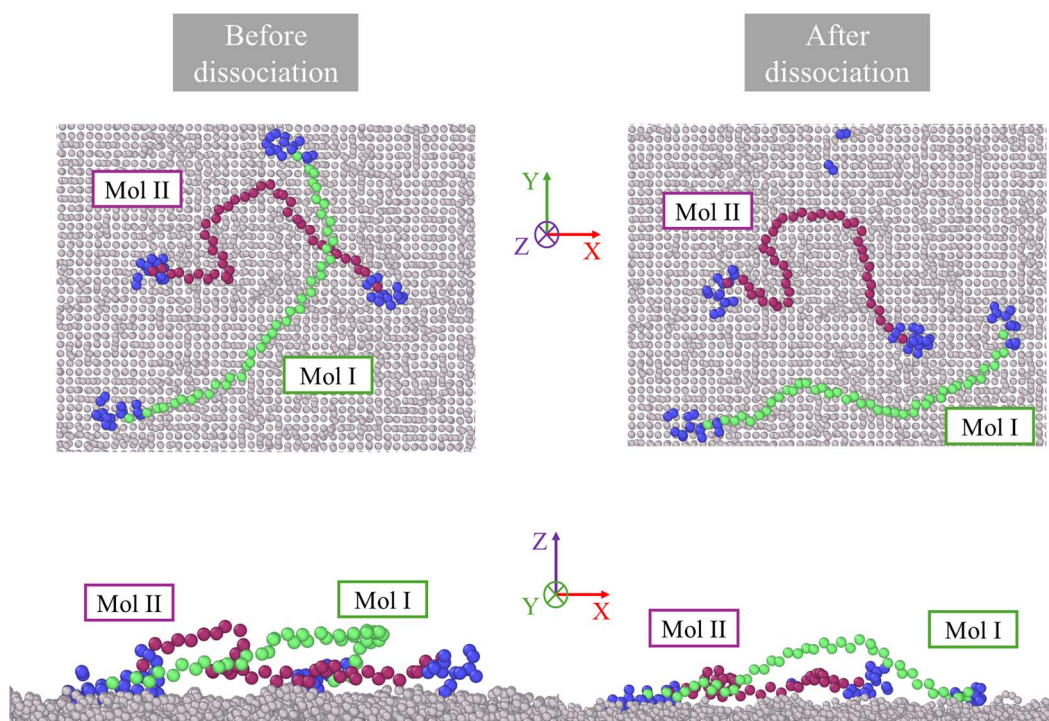 Before
dissociation
After
dissociation
Mol II
Mol I
Y
Z
X
Mol II
Mol I
Mol II
Mol I
Z
Y
X
Mol II
Mol I